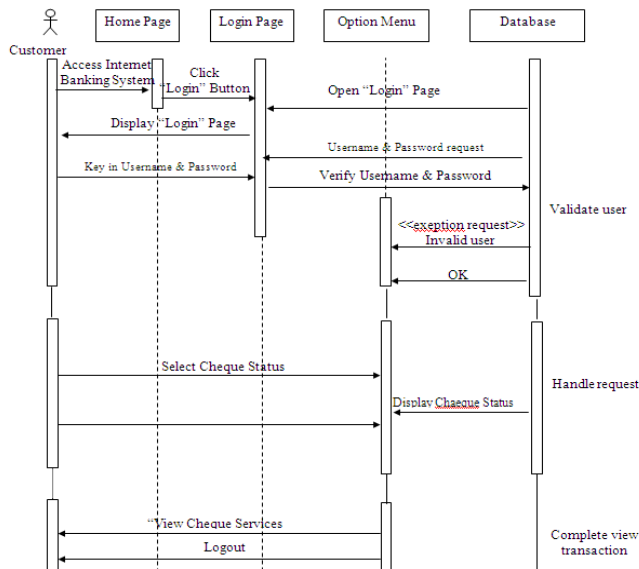 Home Page
Login Page
Option Menu
Database
Customer
Access Internet
Banking System
Click
"Login" Button
Open "Login" Page
Display "Login" Page
Username & Password request
Key in Username & Password
Verify Username & Password
Validate user
<<exeption request>>
Invalid user
OK
Select Cheque Status
Handle request
Display Chaeque Status
"View Cheque Services
Logout
Complete view
transaction